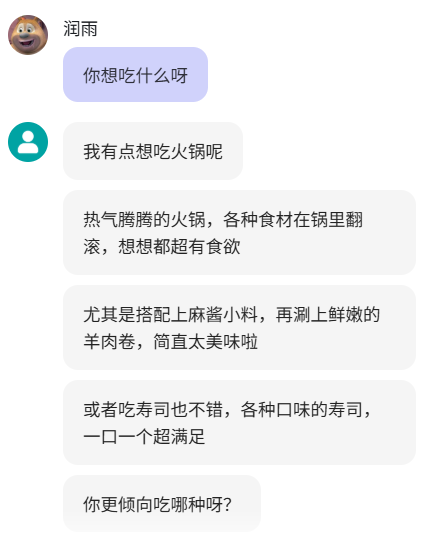 润雨
你想吃什么呀
我有点想吃火锅呢
热气腾腾的火锅，各种食材在锅里翻
滚，想想都超有食欲
尤其是搭配上麻酱小料，再涮上鲜嫩的
羊肉卷，简直太美味啦
或者吃寿司也不错，各种口味的寿司，
一口一个超满足
你更倾向吃哪种呀？